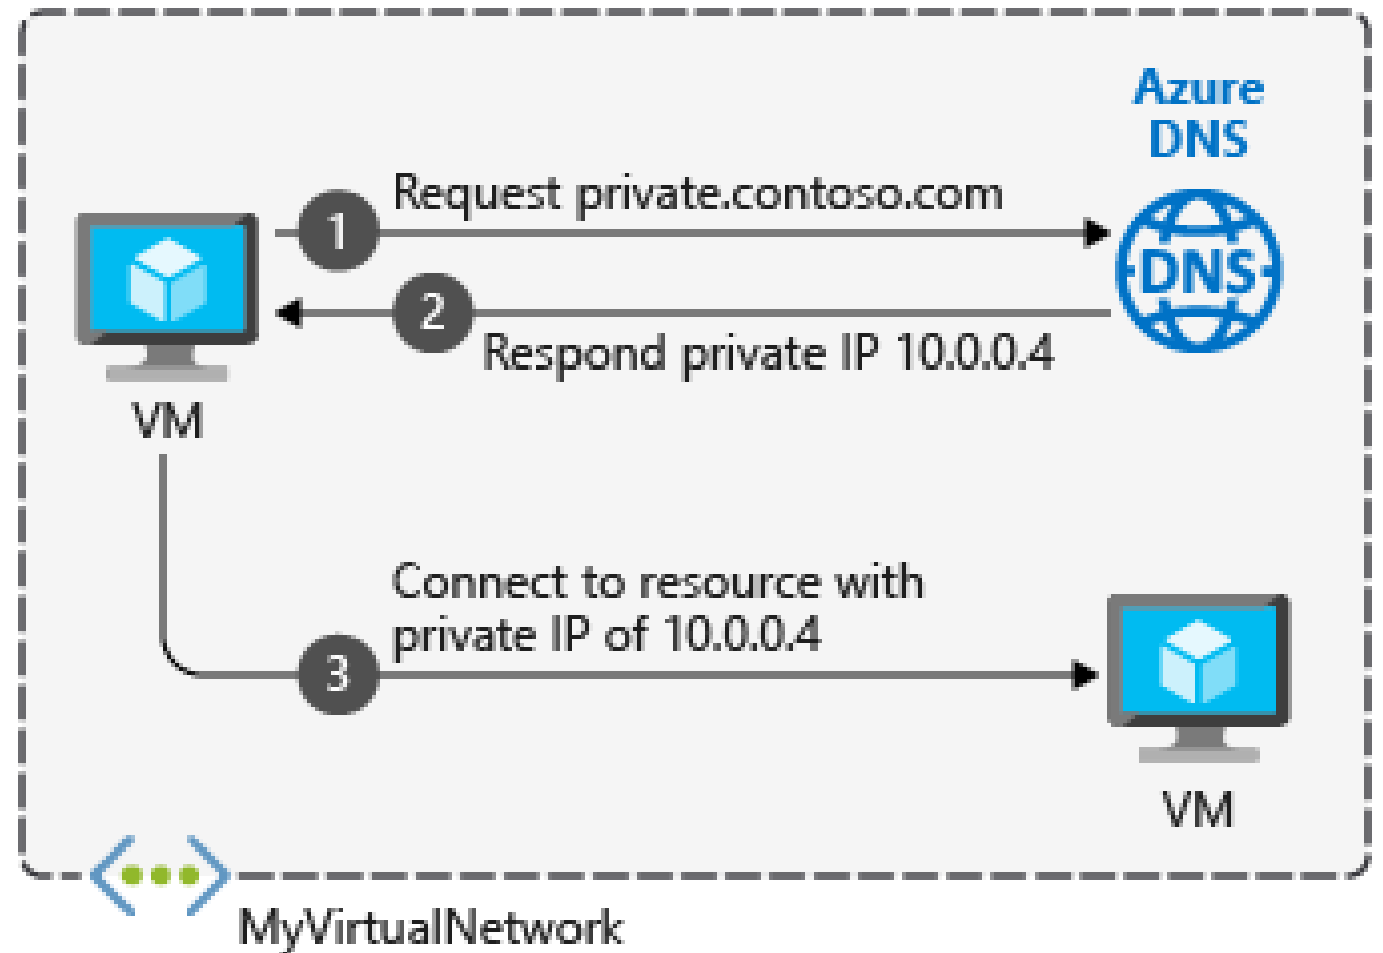 Azure
DNS
Request private.contoso.com
1
DNS
2
Respond private IP 10.0.0.4
VM
Connect to resource with
private IP of 10.0.0.4
3
VM
MyVirtualNetwork